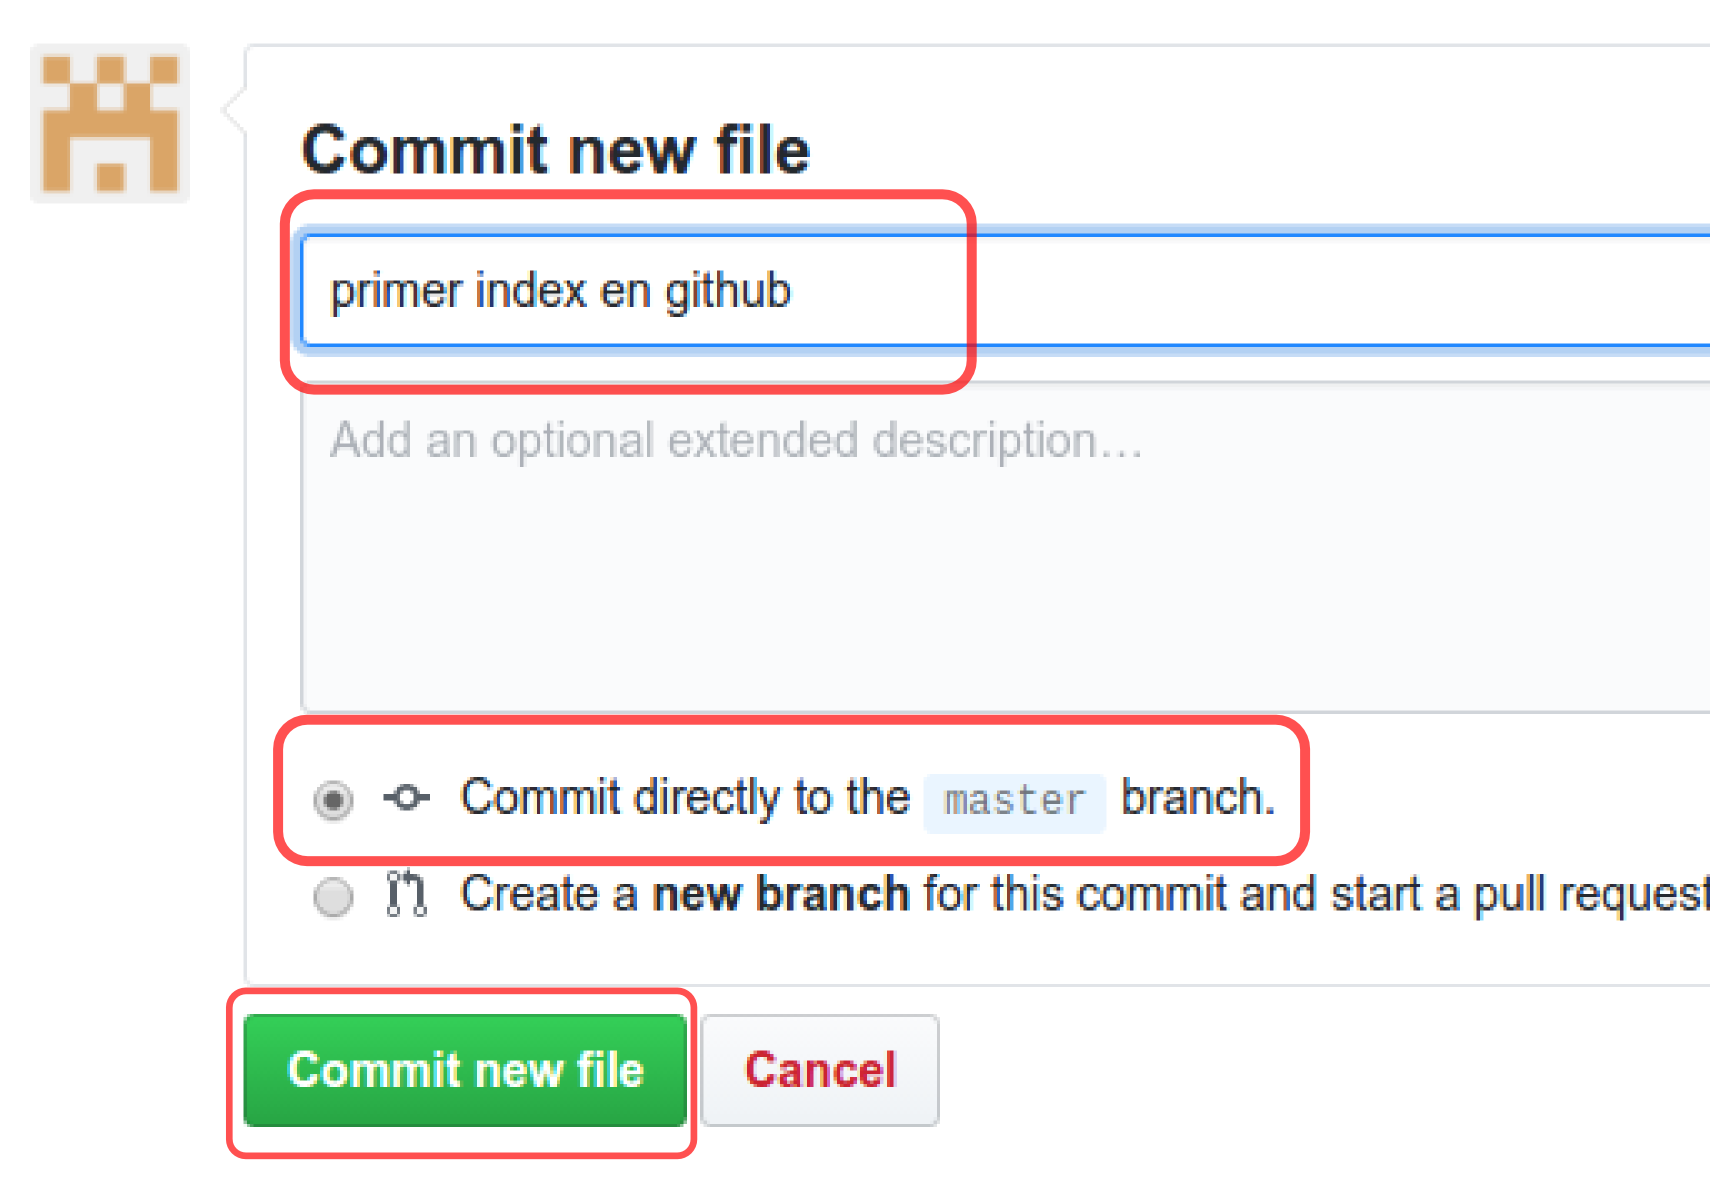 Commit new file
primer index en github
Add an optional extended description...
Commit directly to the master branch.
Create a new branch for this commit and start a pull request
Commit new file
Cancel